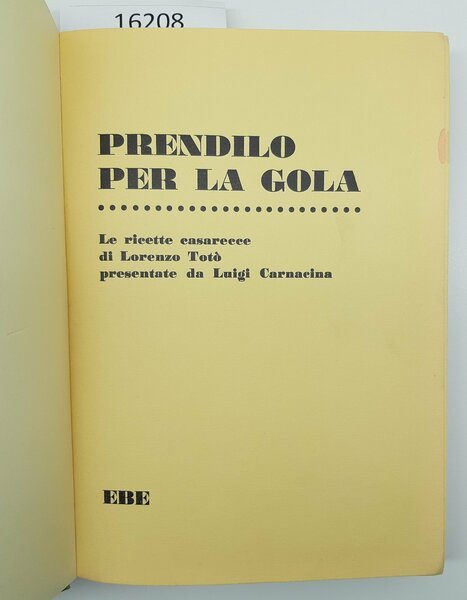 16208
PRENDILO
PER LA GOLA
Le ricette casarecce
di Lorenzo Totò
presentate da Luigi Carnacina
EBE